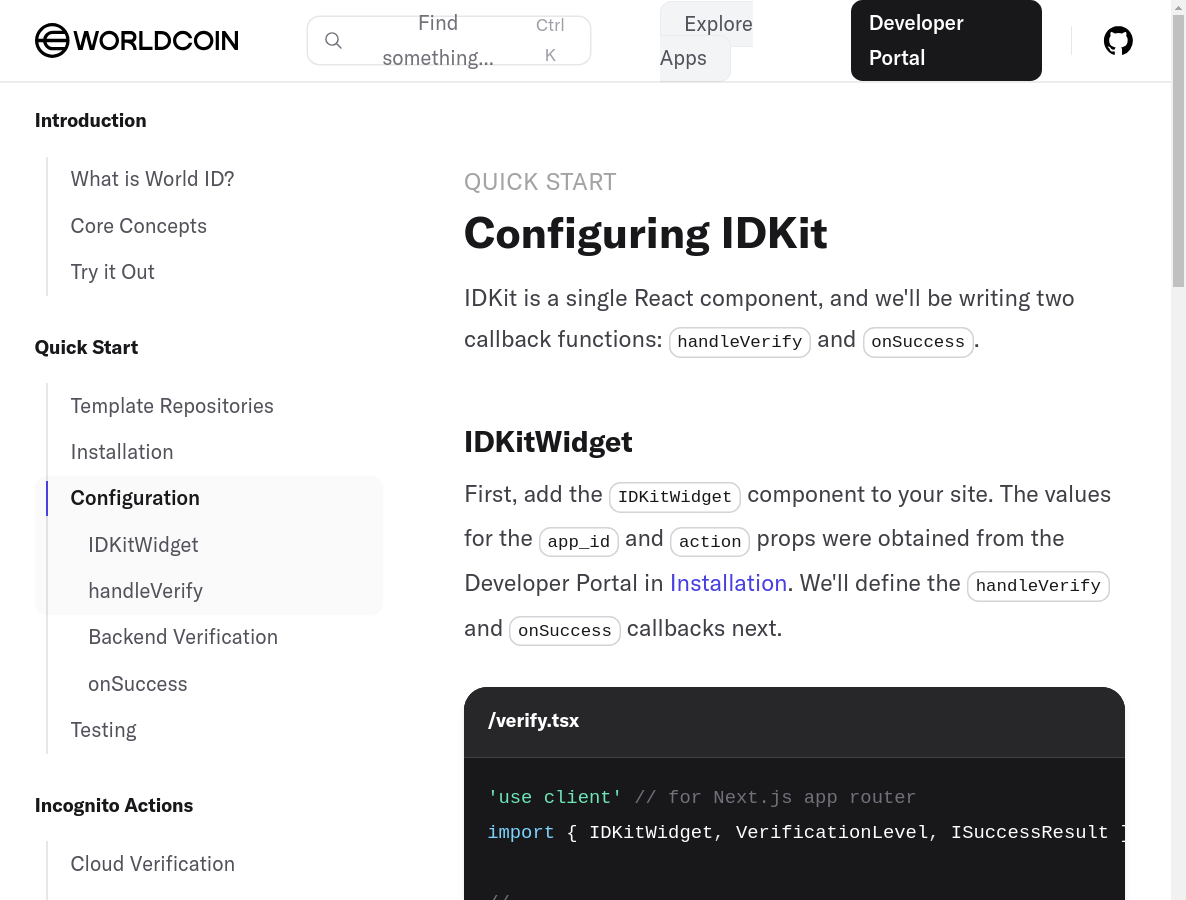 WORLDCOIN
Find something...
Ctrl K
Explore Apps
Developer Portal
Introduction
What is World ID?
Core Concepts
Try it Out
Quick Start
Template Repositories
Installation
Configuration
IDKitWidget
handleVerify
Backend Verification
onSuccess
Testing
Incognito Actions
Cloud Verification
QUICK START
Configuring IDKit
IDKit is a single React component, and we'll be writing two
callback functions: handleVerify and onSuccess.
IDKitWidget
First, add the IDKitWidget component to your site. The values
for the app_id and action props were obtained from the
Developer Portal in Installation. We'll define the handleVerify
and onSuccess callbacks next.
/verify.tsx
'use client' // for Next.js app router
import { IDKitWidget, VerificationLevel, ISuccessResult }
//